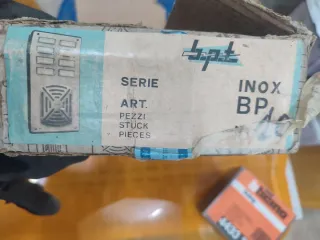 bpt
SERIE INOX
ART. BP
PEZZI
STÜCK
PIECES